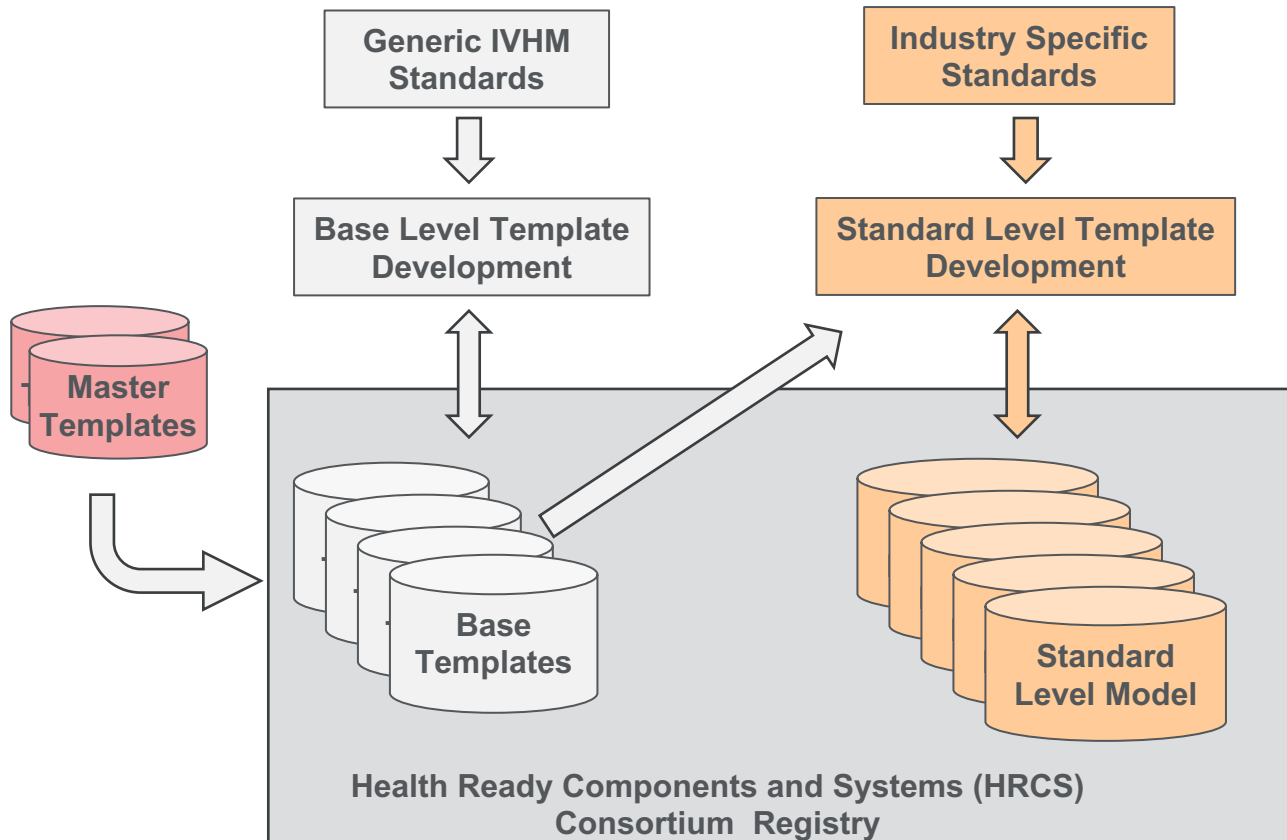 Generic IVHM
Standards
Industry Specific
Standards
Base Level Template
Development
Standard Level Template
Development
Master
Templates
Base
Templates
Standard
Level Model
Health Ready Components and Systems (HRCS)
Consortium Registry